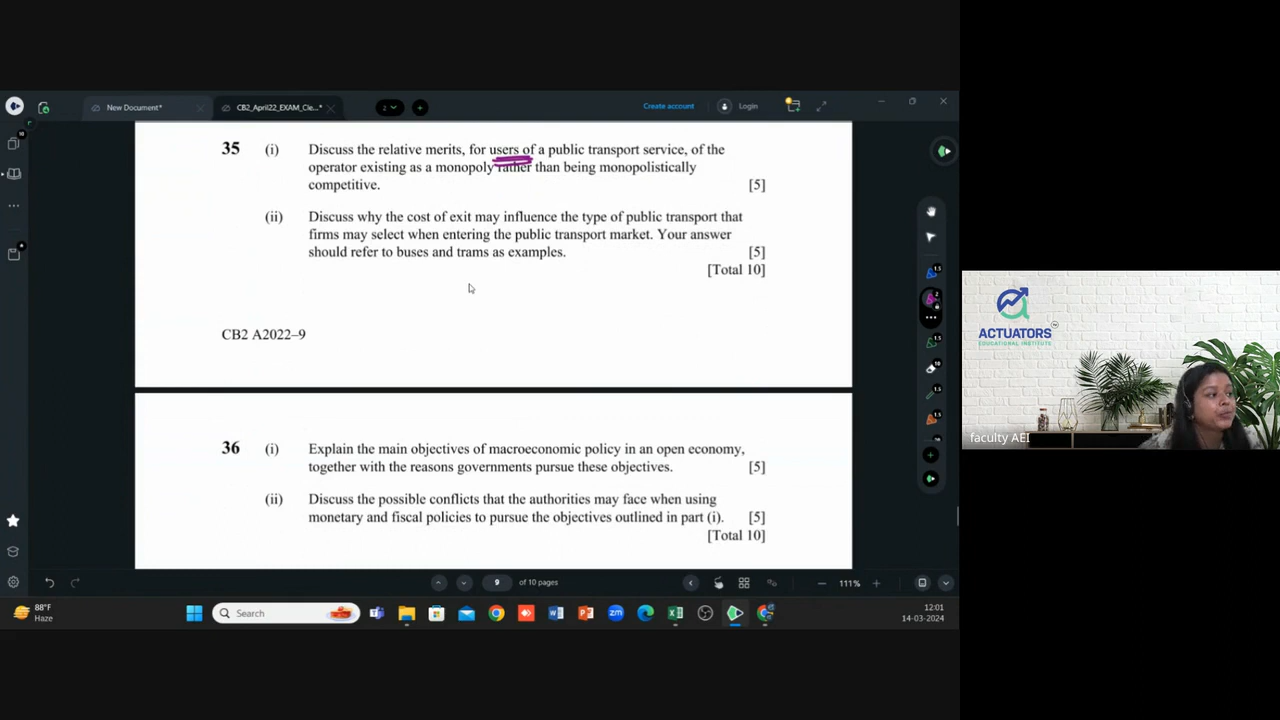 New Document*
CB2_April22_EXAM_Cle...*
2
Create account
Login
35 (i) Discuss the relative merits, for users of a public transport service, of the
operator existing as a monopoly rather than being monopolistically
competitive. [5]
(ii) Discuss why the cost of exit may influence the type of public transport that
firms may select when entering the public transport market. Your answer
should refer to buses and trams as examples. [5]
[Total 10]
CB2 A2022–9
36 (i) Explain the main objectives of macroeconomic policy in an open economy,
together with the reasons governments pursue these objectives. [5]
(ii) Discuss the possible conflicts that the authorities may face when using
monetary and fiscal policies to pursue the objectives outlined in part (i). [5]
[Total 10]
9 of 10 pages
111%
88°F
Haze
Search
zm
12:01
14-03-2024
ACTUATORS
EDUCATIONAL INSTITUTE
faculty AEI